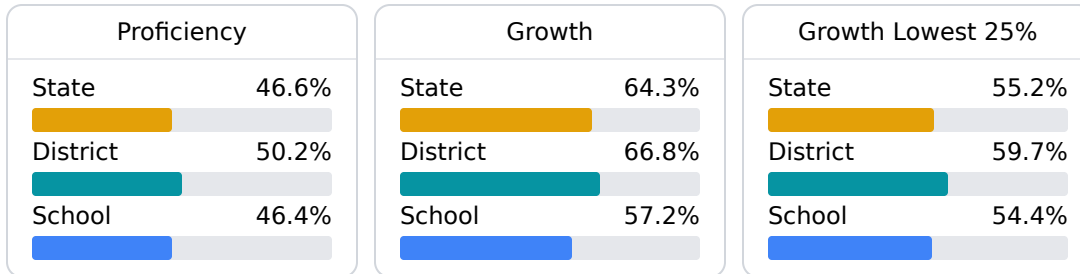 Proficiency
State 46.6%
District 50.2%
School 46.4%
Growth
State 64.3%
District 66.8%
School 57.2%
Growth Lowest 25%
State 55.2%
District 59.7%
School 54.4%